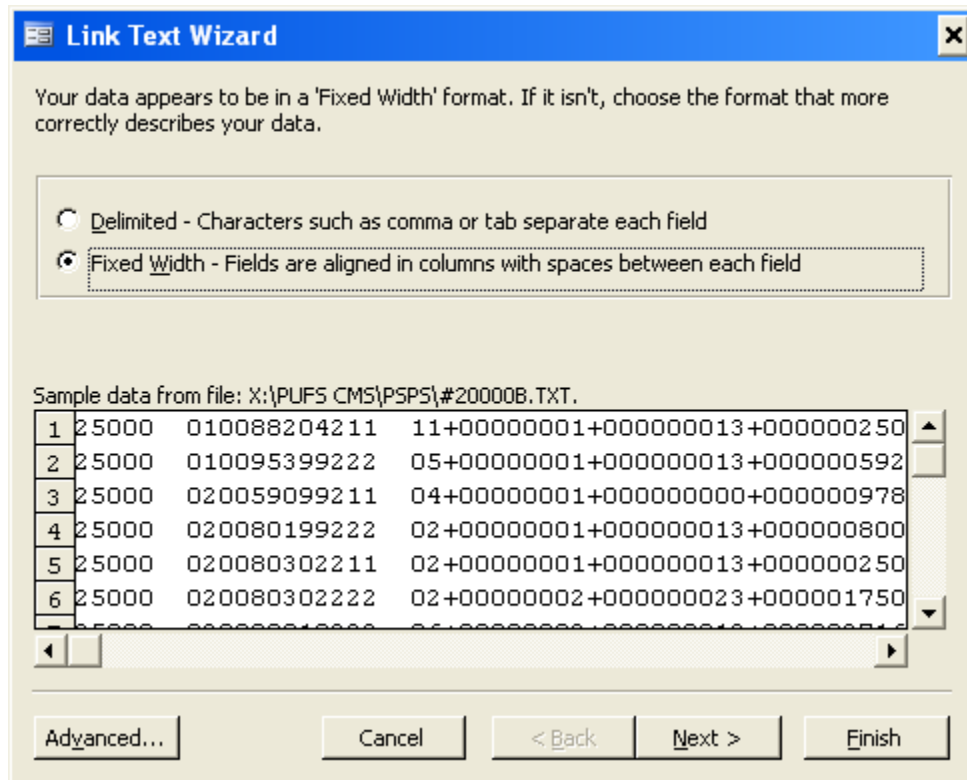 Link Text Wizard
Your data appears to be in a 'Fixed Width' format. If it isn't, choose the format that more
correctly describes your data.
Delimited - Characters such as comma or tab separate each field
Fixed Width - Fields are aligned in columns with spaces between each field
Sample data from file: X:\PUFS CMS\PSPS\#20000B.TXT.
1 25000  010088204211  11+00000001+000000013+000000250
2 25000  010095399222  05+00000001+000000013+000000592
3 25000  020059099211  04+00000001+000000000+000000978
4 25000  020080199222  02+00000001+000000013+000000800
5 25000  020080302211  02+00000001+000000013+000000250
6 25000  020080302222  02+00000002+000000023+000001750
Advanced... Cancel < Back Next > Finish